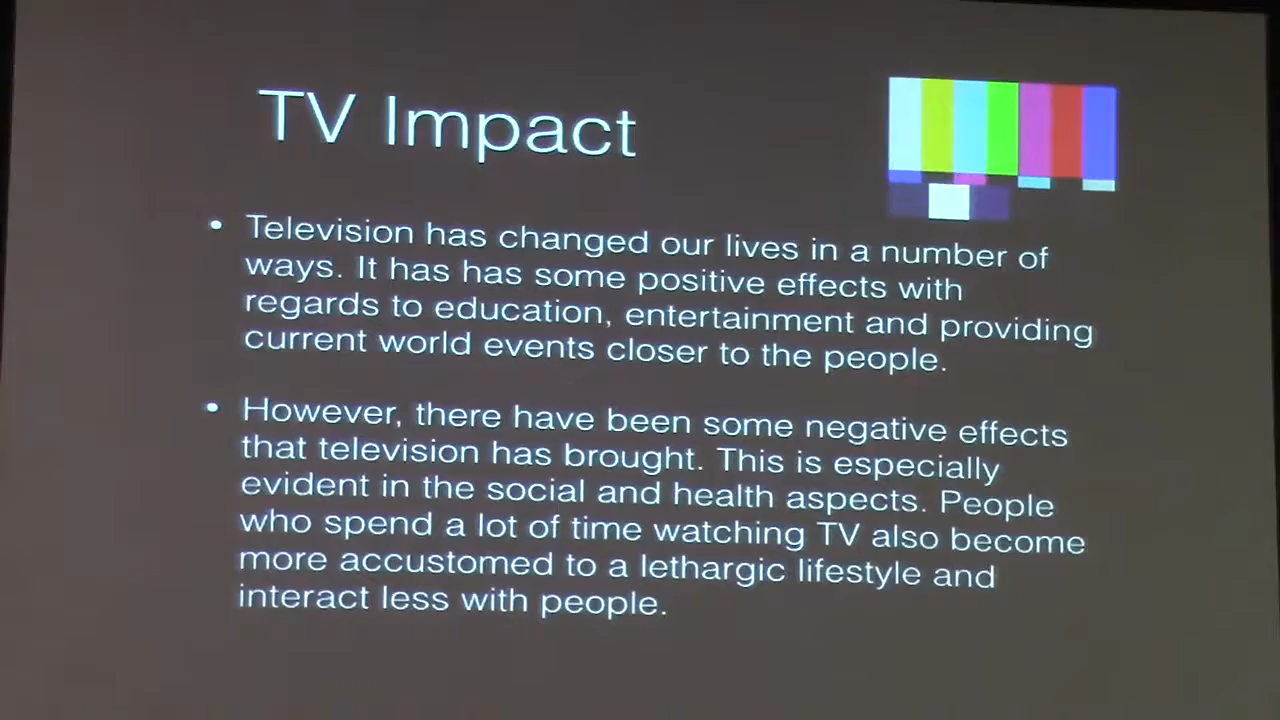 TV Impact
• Television has changed our lives in a number of
ways. It has has some positive effects with
regards to education, entertainment and providing
current world events closer to the people.
• However, there have been some negative effects
that television has brought. This is especially
evident in the social and health aspects. People
who spend a lot of time watching TV also become
more accustomed to a lethargic lifestyle and
interact less with people.